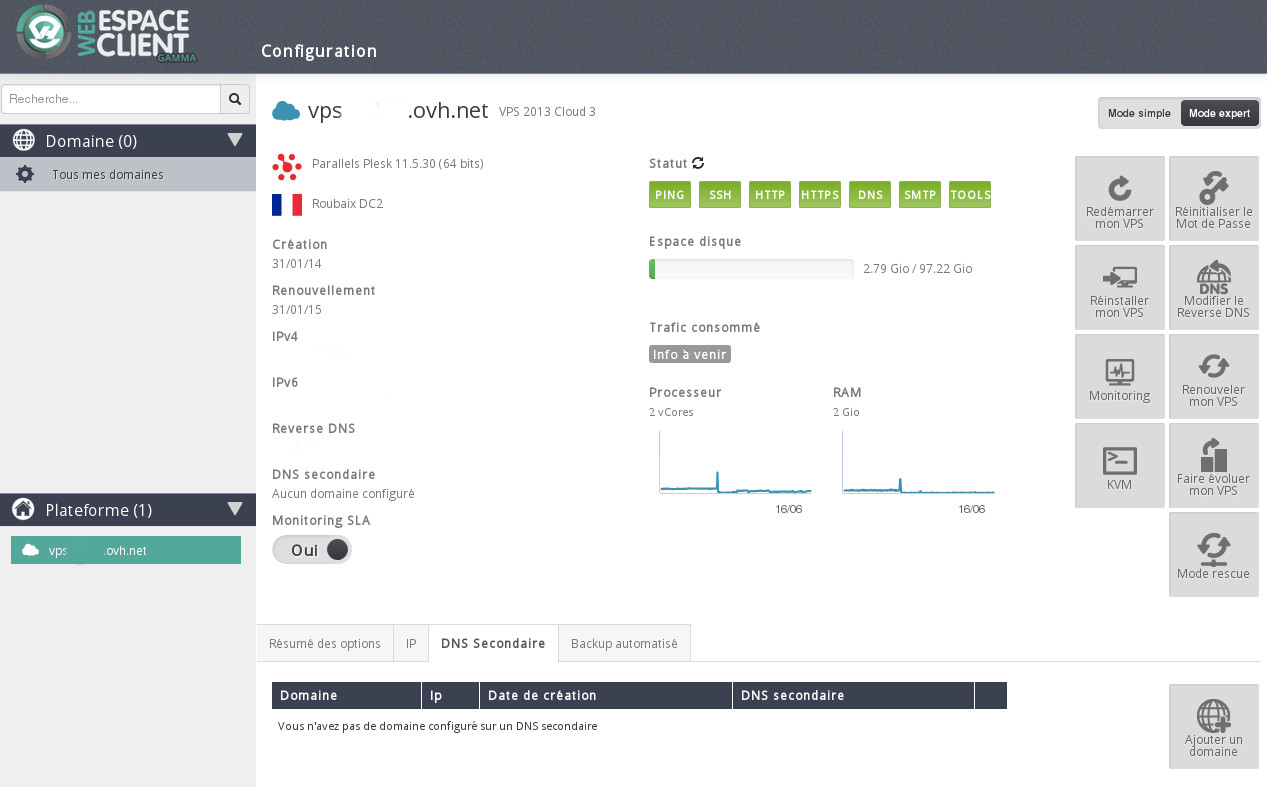 WEB ESPACE CLIENT GAMMA
Configuration
Recherche...
Domaine (0)
Tous mes domaines
Plateforme (1)
vps .ovh.net
vps .ovh.net VPS 2013 Cloud 3
Mode simple Mode expert
Parallels Plesk 11.5.30 (64 bits)
Roubaix DC2
Création
31/01/14
Renouvellement
31/01/15
IPv4
IPv6
Reverse DNS
DNS secondaire
Aucun domaine configuré
Monitoring SLA
Oui
Statut
PING SSH HTTP HTTPS DNS SMTP TOOLS
Espace disque
2.79 Gio / 97.22 Gio
Trafic consommé
Info à venir
Processeur
2 vCores
16/06
RAM
2 Gio
16/06
Redémarrer
mon VPS
Réinitialiser le
Mot de Passe
Réinstaller
mon VPS
DNS
Modifier le
Reverse DNS
Monitoring
Renouveler
mon VPS
KVM
Faire évoluer
mon VPS
Mode rescue
Résumé des options IP DNS Secondaire Backup automatisé
Domaine Ip Date de création DNS secondaire
Vous n'avez pas de domaine configuré sur un DNS secondaire
Ajouter un
domaine